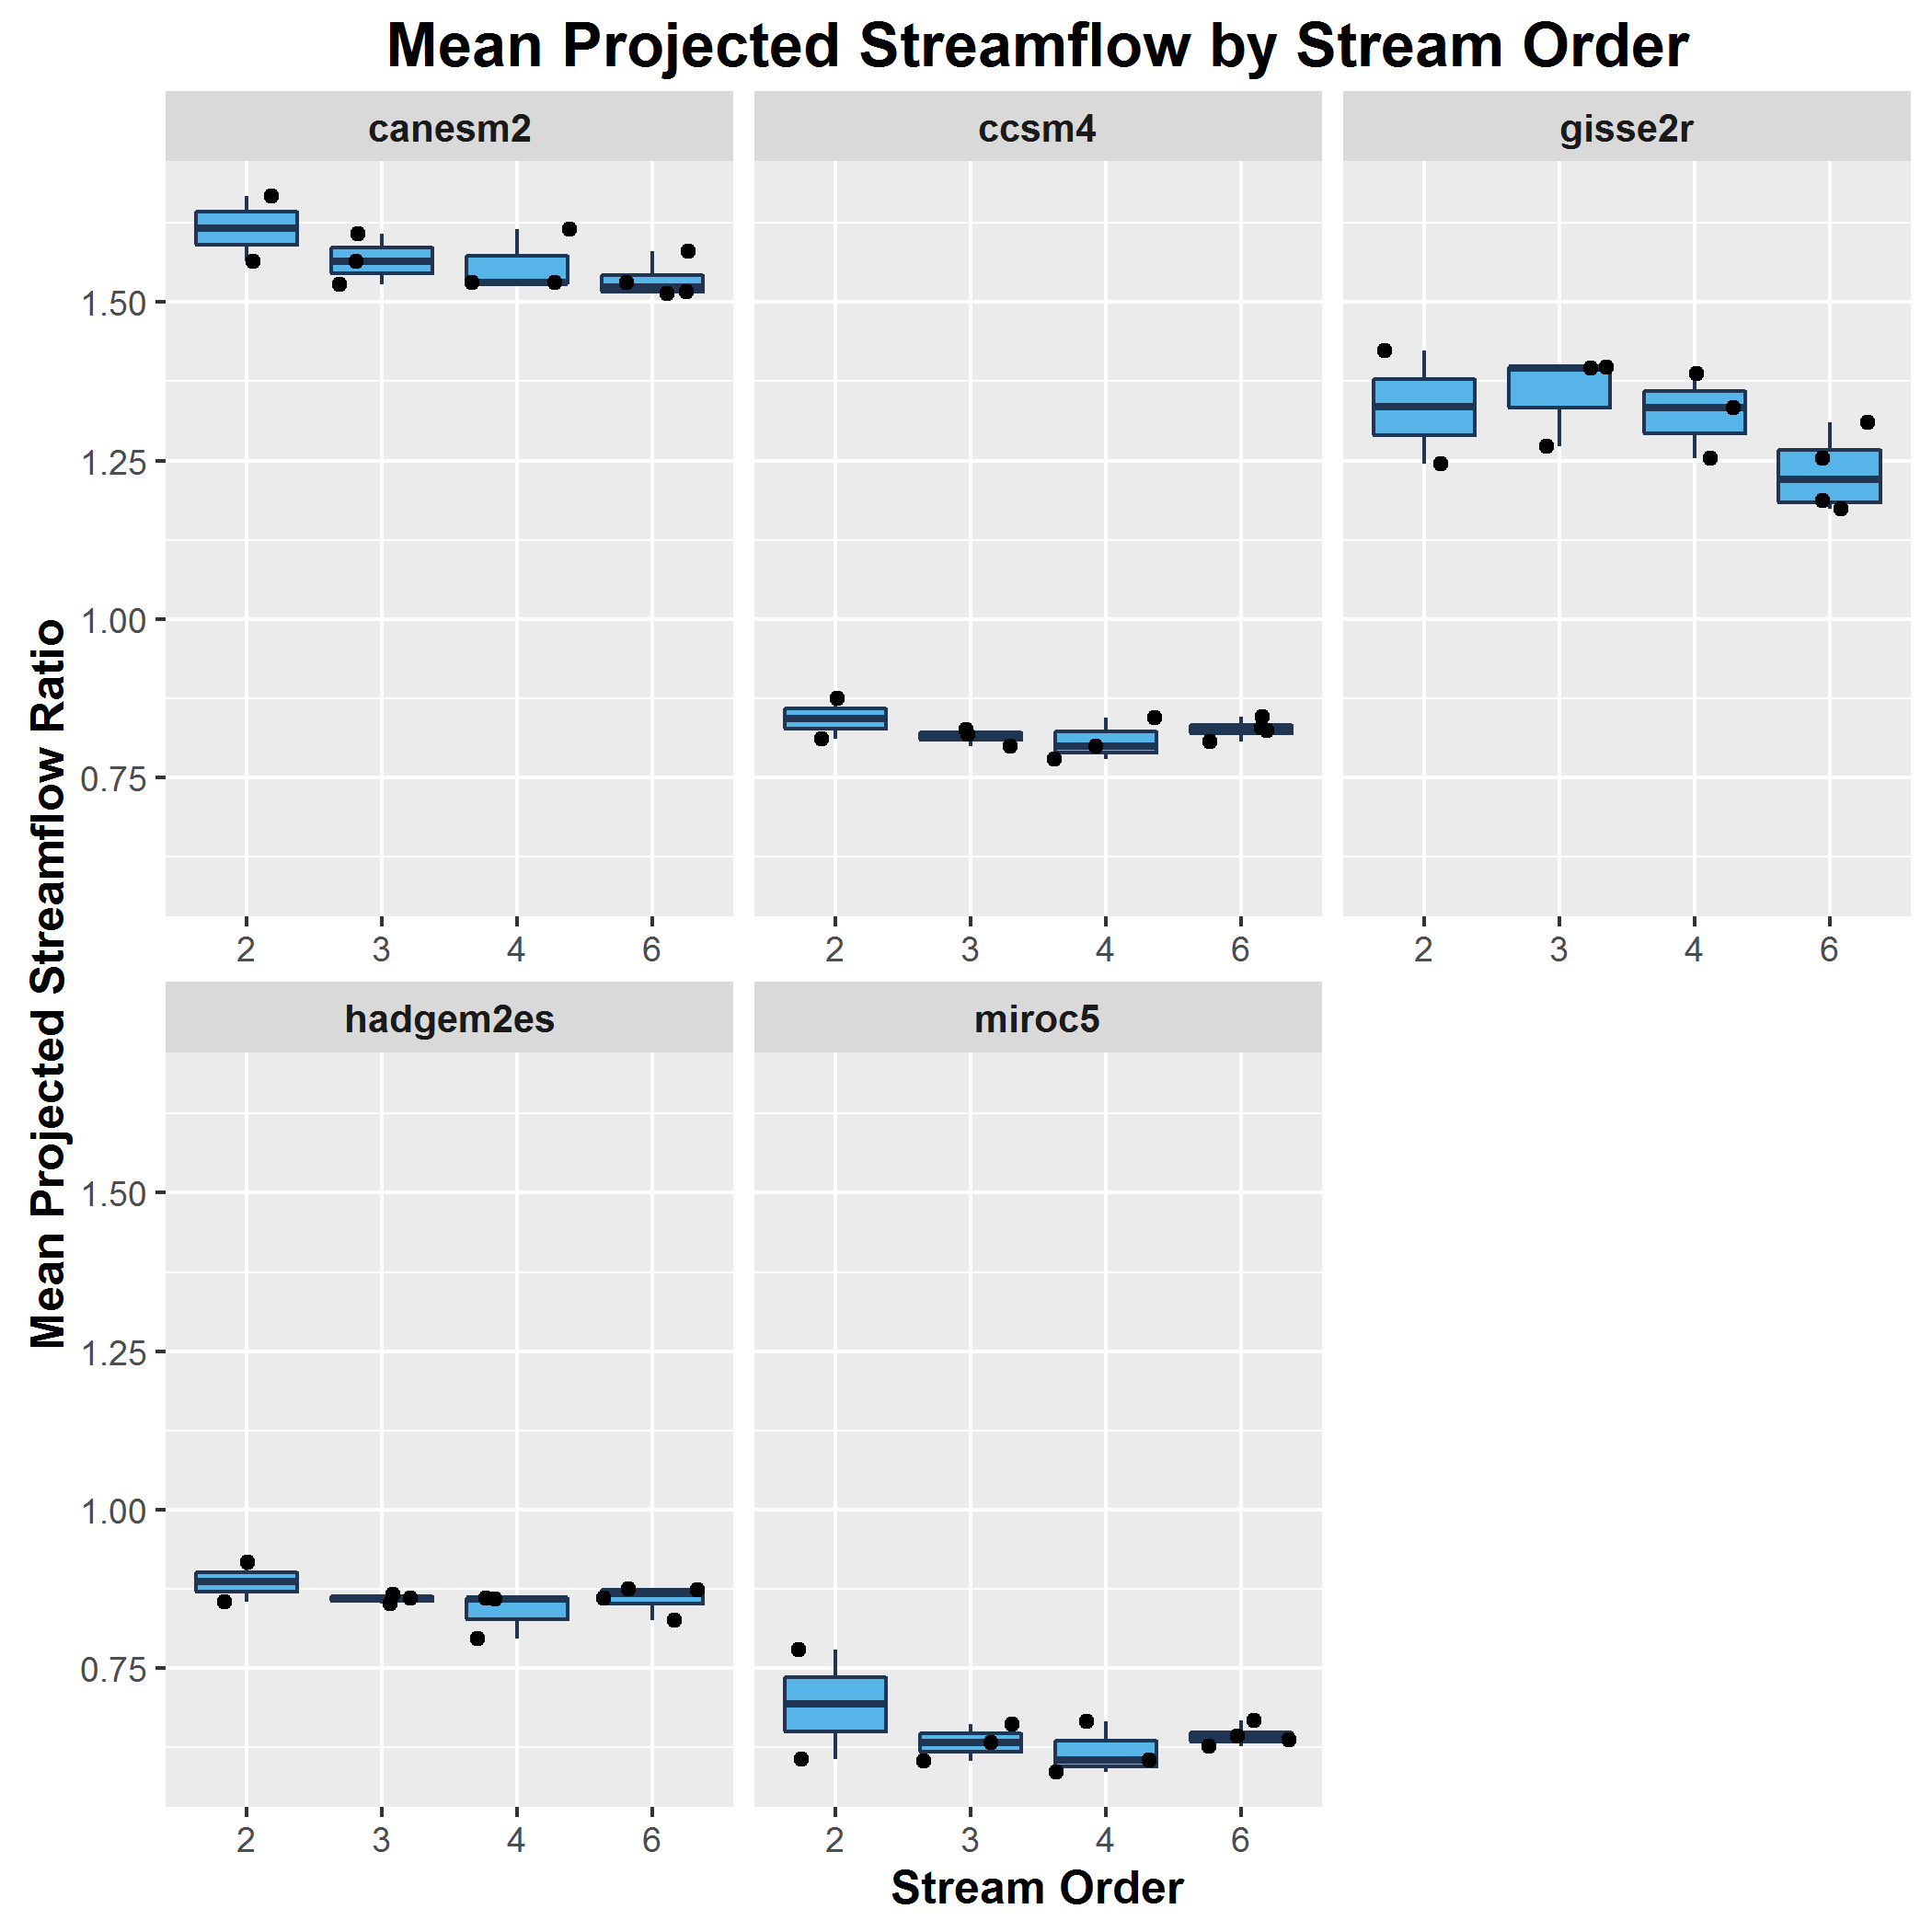 Mean Projected Streamflow by Stream Order
canesm2
ccsm4
gisse2r
1.50
1.25
1.00
0.75
2 3 4 6
2 3 4 6
2 3 4 6
Mean Projected Streamflow Ratio
hadgem2es
miroc5
1.50
1.25
1.00
0.75
2 3 4 6
2 3 4 6
Stream Order